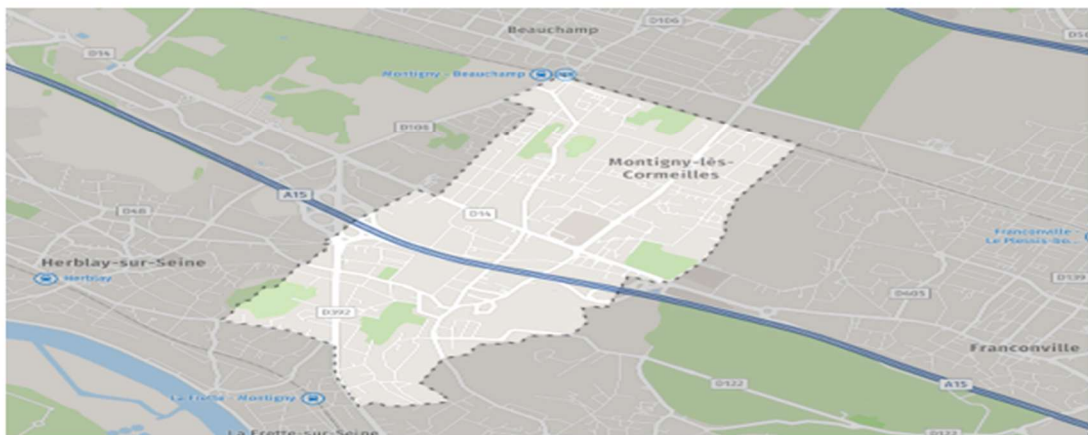 D106
Beauchamp
D14
Montigny - Beauchamp
D106
Montigny-lès-
Cormeilles
A15
D48
D14
Franconville -
Le Plessis-Bo...
Herblay-sur-Seine
Herblay
D139
D405
D392
Franconville
D122
A15
La Frette - Montigny
La Frette-sur-Seine